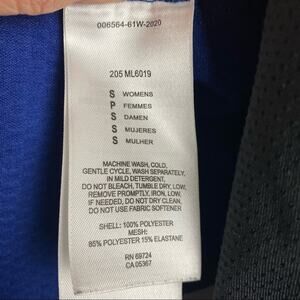 006564-61W-2020
205 ML6019
S WOMENS
P FEMMES
S DAMEN
S MUJERES
S MULHER
MACHINE WASH, COLD,
GENTLE CYCLE, WASH SEPARATELY,
IN MILD DETERGENT,
DO NOT BLEACH, TUMBLE DRY, LOW,
REMOVE PROMPTLY, IRON, LOW,
IF NEEDED, DO NOT DRY CLEAN,
DO NOT USE FABRIC SOFTENER
SHELL: 100% POLYESTER
MESH:
85% POLYESTER 15% ELASTANE
RN 69724
CA 05367